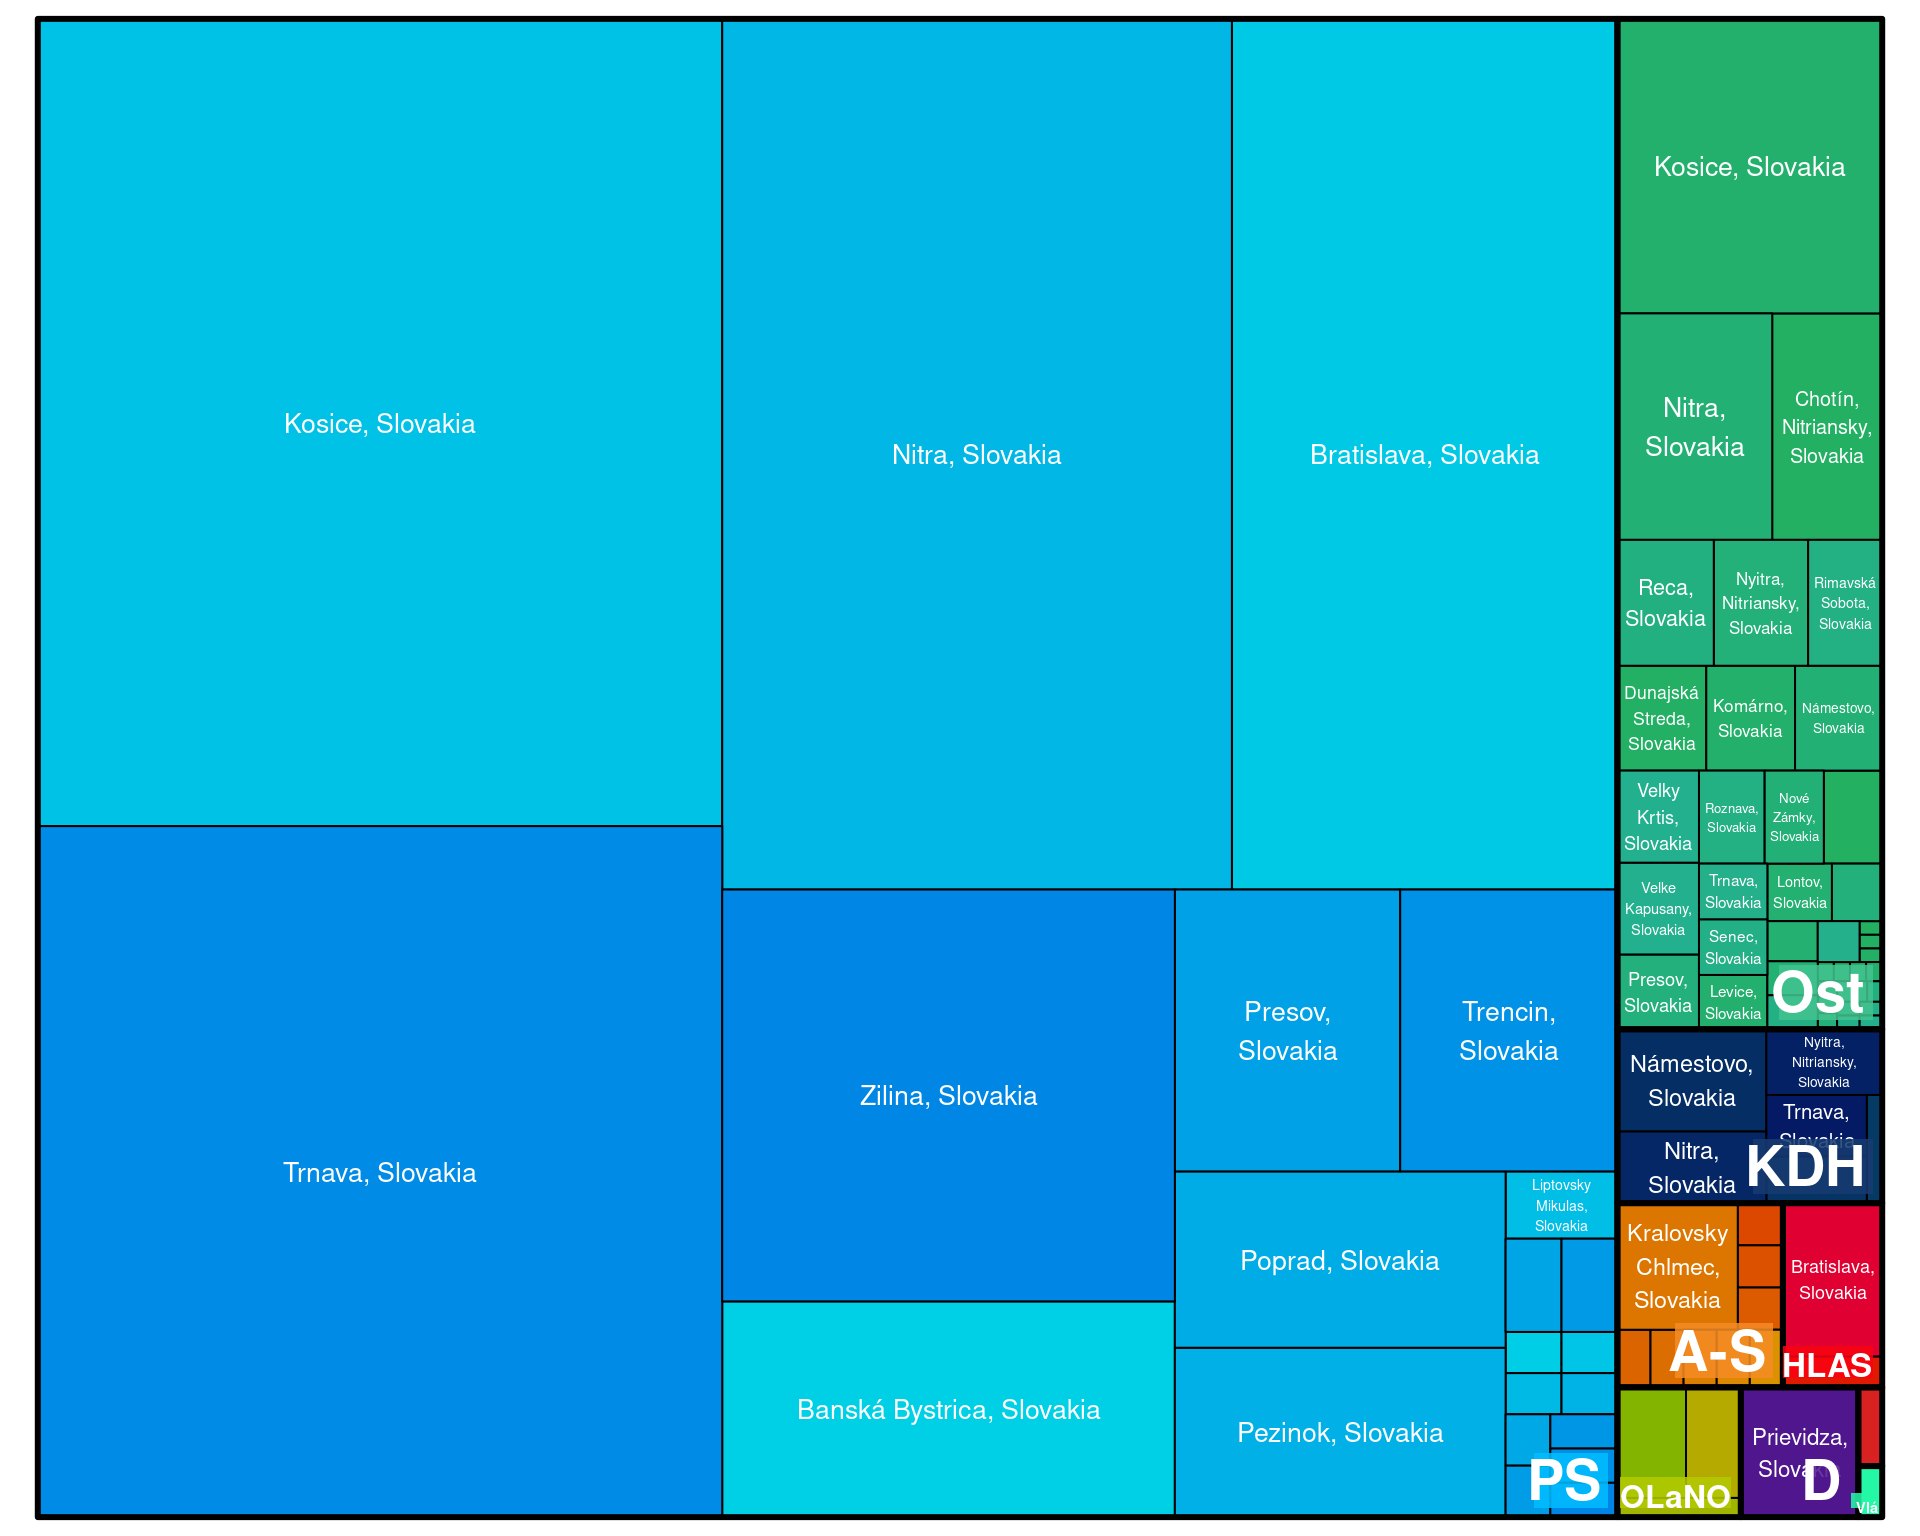 Kosice, Slovakia
Nitra, Slovakia
Bratislava, Slovakia
Trnava, Slovakia
Zilina, Slovakia
Presov,
Slovakia
Trencin,
Slovakia
Banská Bystrica, Slovakia
Poprad, Slovakia
Liptovsky
Mikulas,
Slovakia
Pezinok, Slovakia
PS
Kosice, Slovakia
Nitra,
Slovakia
Chotín,
Nitriansky,
Slovakia
Reca,
Slovakia
Nyitra,
Nitriansky,
Slovakia
Rimavská
Sobota,
Slovakia
Dunajská
Streda,
Slovakia
Komárno,
Slovakia
Námestovo,
Slovakia
Velky
Krtis,
Slovakia
Roznava,
Slovakia
Nové
Zámky,
Slovakia
Velke
Kapusany,
Slovakia
Trnava,
Slovakia
Lontov,
Slovakia
Senec,
Slovakia
Presov,
Slovakia
Levice,
Slovakia
Ost
Námestovo,
Slovakia
Nyitra,
Nitriansky,
Slovakia
Trnava,
Slovakia
Nitra,
Slovakia
KDH
Kralovsky
Chlmec,
Slovakia
A-S
Bratislava,
Slovakia
HLAS
OLaNO
Prievidza,
Slovakia
D
Vlá